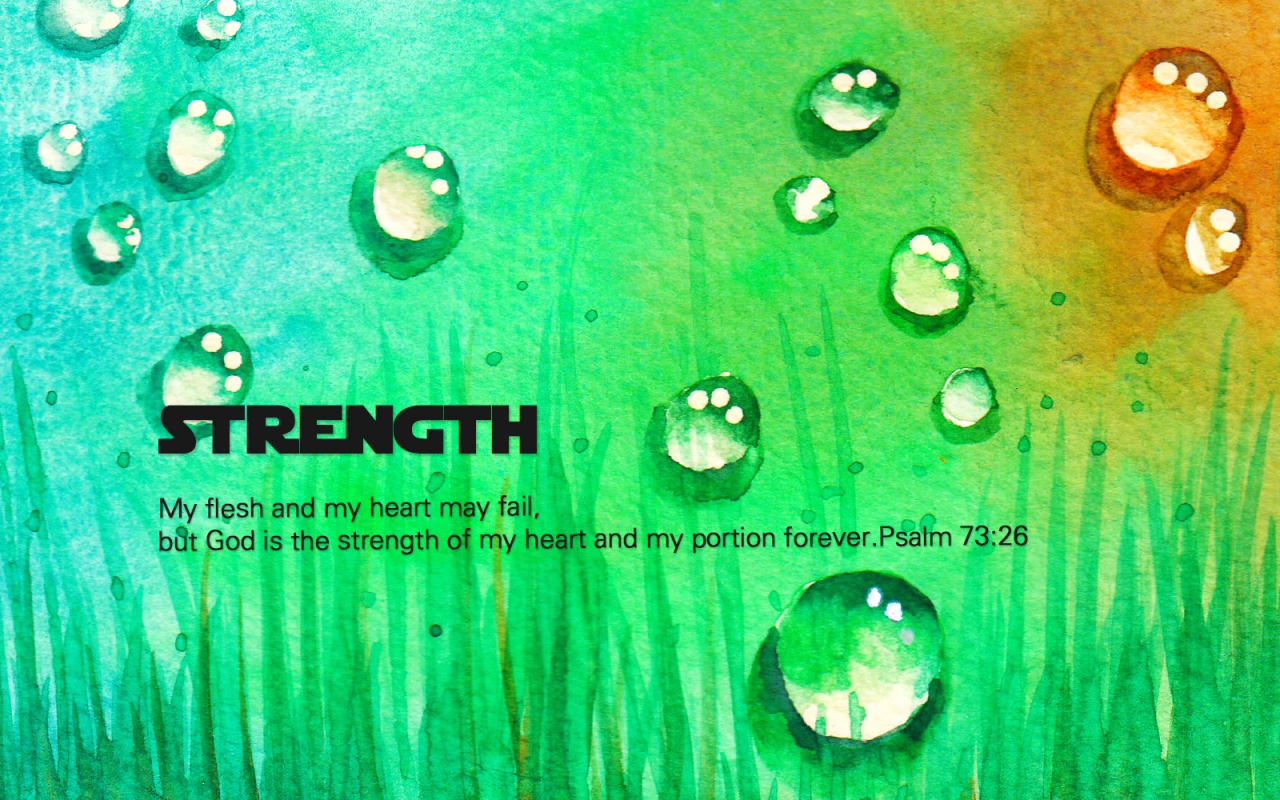 STRENGTH
My flesh and my heart may fail,
but God is the strength of my heart and my portion forever.Psalm 73:26